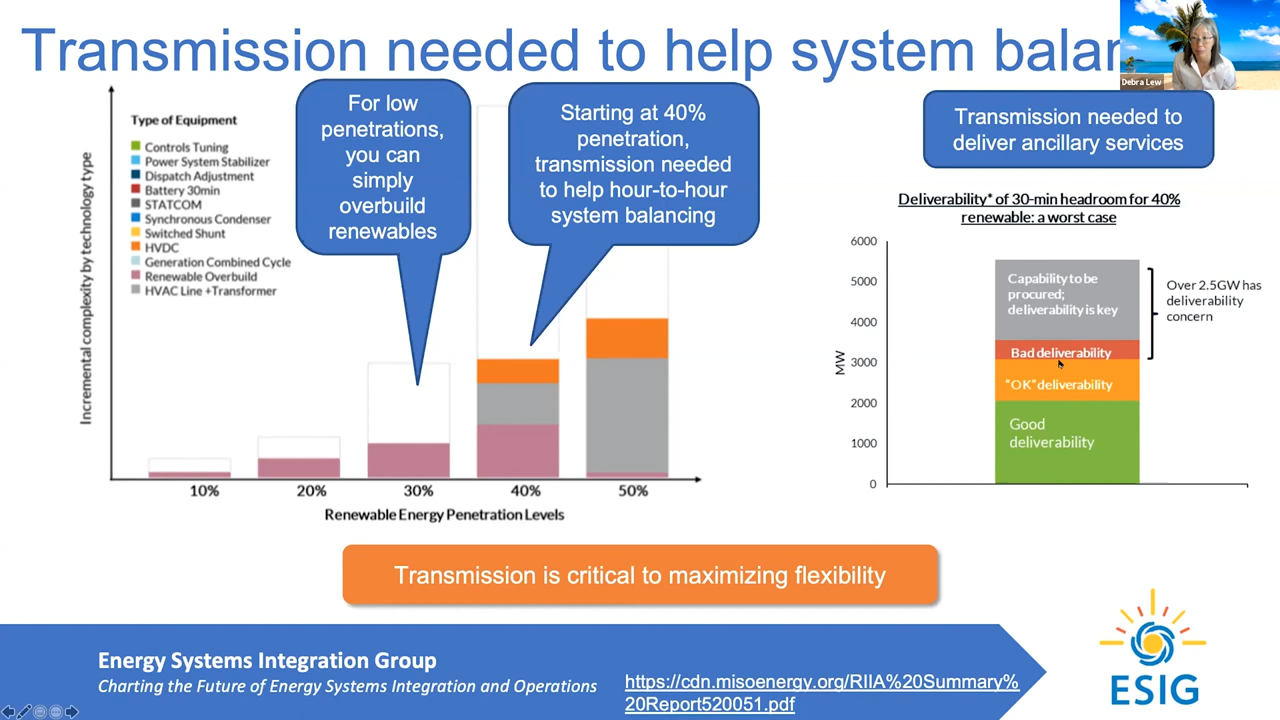 Transmission needed to help system balan
Debra Lew
For low
penetrations,
you can
simply
overbuild
renewables
Starting at 40%
penetration,
transmission needed
to help hour-to-hour
system balancing
Transmission needed to
deliver ancillary services
Incremental complexity by technology type
Type of Equipment
Controls Tuning
Power System Stabilizer
Dispatch Adjustment
Battery 30min
STATCOM
Synchronous Condenser
Switched Shunt
HVDC
Generation Combined Cycle
Renewable Overbuild
HVAC Line +Transformer
10%
20%
30%
40%
50%
Renewable Energy Penetration Levels
Deliverability* of 30-min headroom for 40%
renewable: a worst case
MW
6000
5000
4000
3000
2000
1000
0
Capability to be
procured;
deliverability is key
Bad deliverability
"OK" deliverability
Good
deliverability
Over 2.5GW has
deliverability
concern
Transmission is critical to maximizing flexibility
Energy Systems Integration Group
Charting the Future of Energy Systems Integration and Operations
https://cdn.misoenergy.org/RIIA%20Summary%
20Report520051.pdf
ESIG